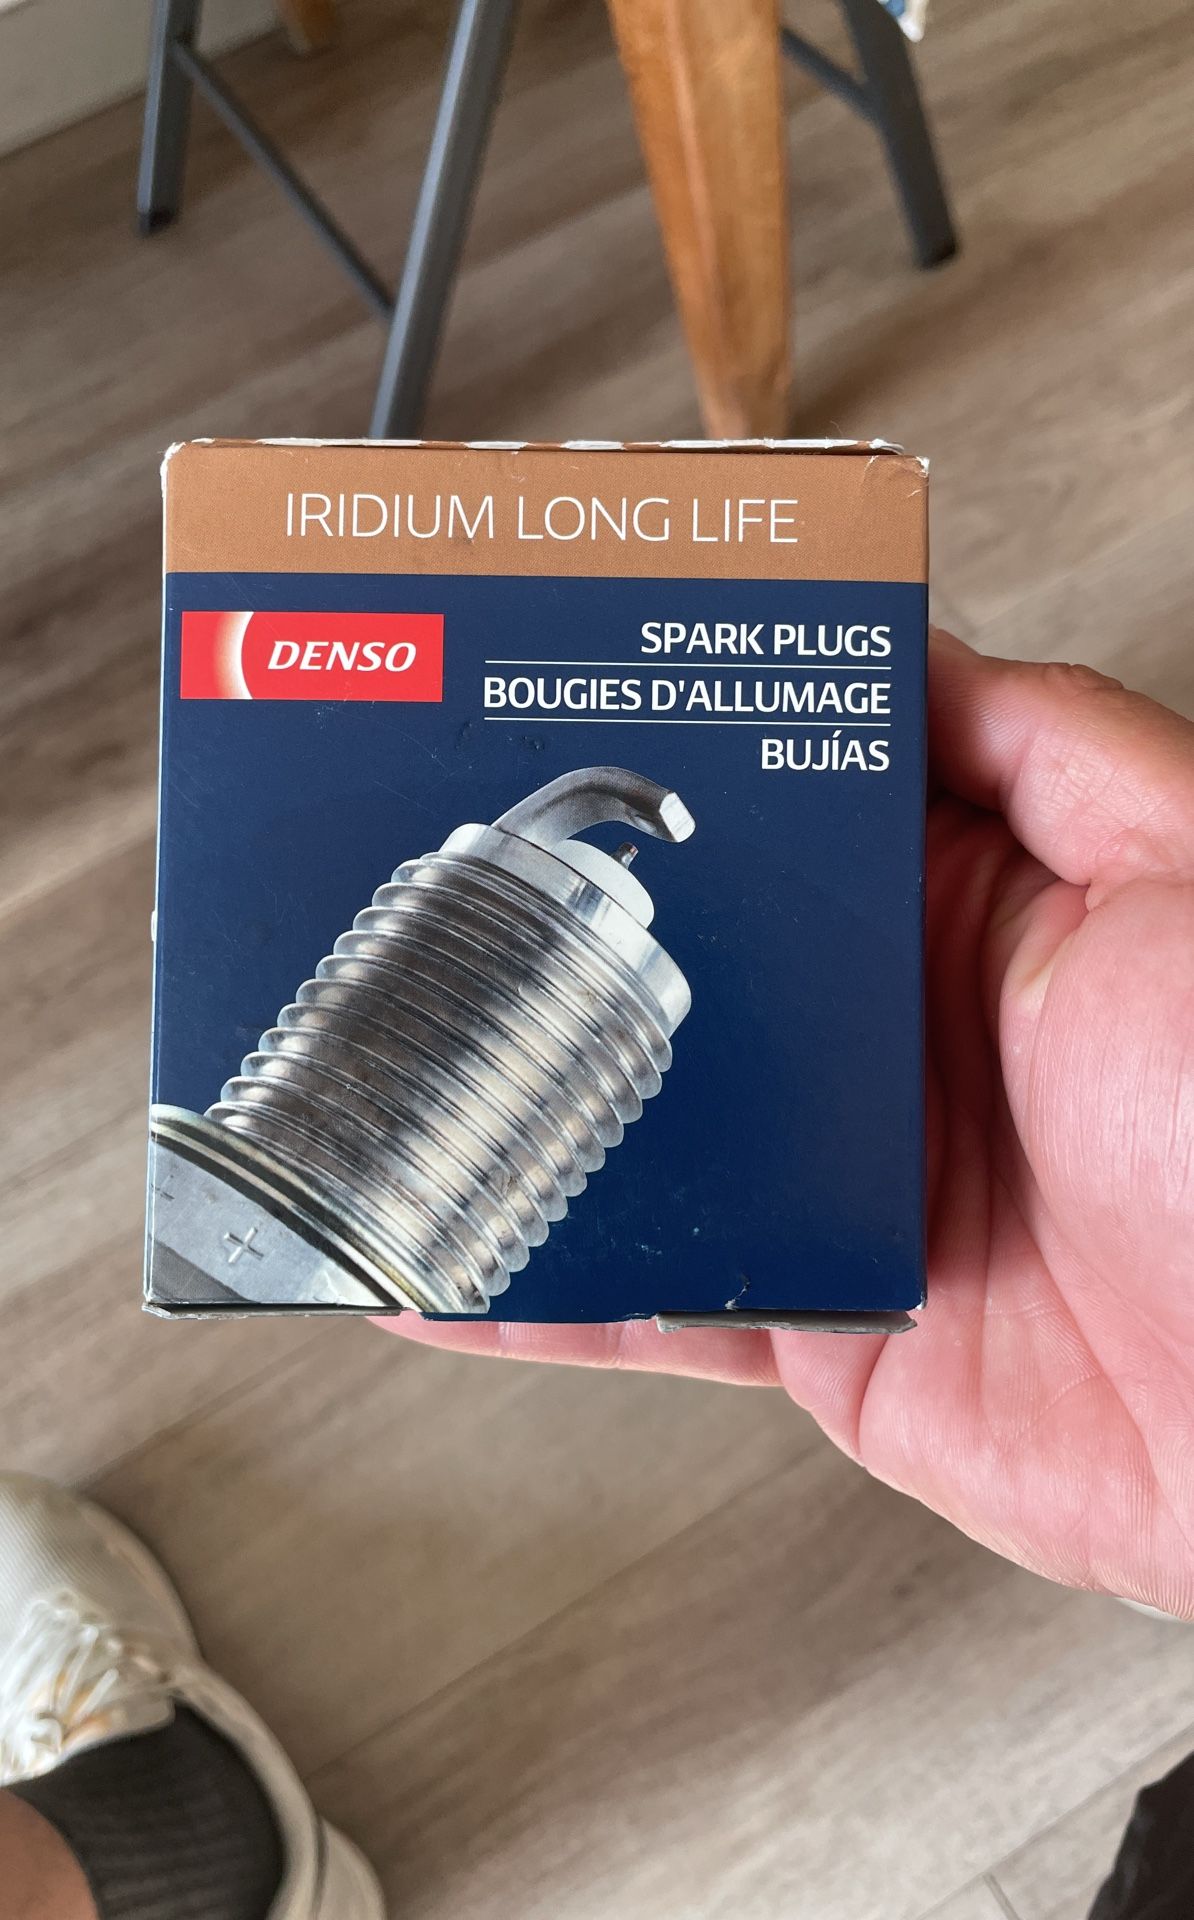 IRIDIUM LONG LIFE
DENSO
SPARK PLUGS
BOUGIES D'ALLUMAGE
BUJÍAS